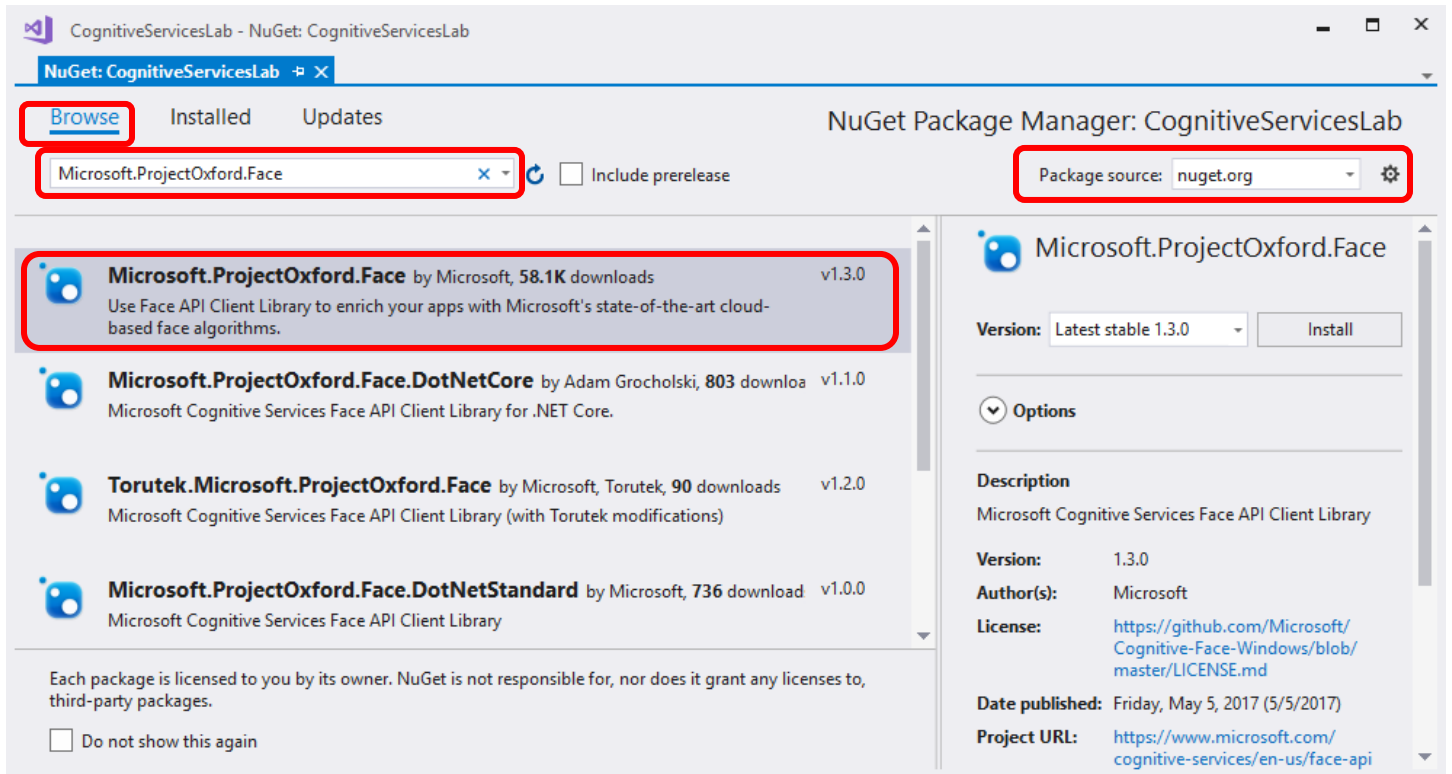 CognitiveServicesLab - NuGet: CognitiveServicesLab
NuGet: CognitiveServicesLab
Browse Installed Updates
NuGet Package Manager: CognitiveServicesLab
Microsoft.ProjectOxford.Face
Include prerelease
Package source: nuget.org
Microsoft.ProjectOxford.Face by Microsoft, 58.1K downloads v1.3.0
Use Face API Client Library to enrich your apps with Microsoft's state-of-the-art cloud-
based face algorithms.
Microsoft.ProjectOxford.Face.DotNetCore by Adam Grocholski, 803 downloa v1.1.0
Microsoft Cognitive Services Face API Client Library for .NET Core.
Torutek.Microsoft.ProjectOxford.Face by Microsoft, Torutek, 90 downloads v1.2.0
Microsoft Cognitive Services Face API Client Library (with Torutek modifications)
Microsoft.ProjectOxford.Face.DotNetStandard by Microsoft, 736 download v1.0.0
Microsoft Cognitive Services Face API Client Library
Each package is licensed to you by its owner. NuGet is not responsible for, nor does it grant any licenses to,
third-party packages.
Do not show this again
Microsoft.ProjectOxford.Face
Version: Latest stable 1.3.0 Install
Options
Description
Microsoft Cognitive Services Face API Client Library
Version: 1.3.0
Author(s): Microsoft
License: https://github.com/Microsoft/
Cognitive-Face-Windows/blob/
master/LICENSE.md
Date published: Friday, May 5, 2017 (5/5/2017)
Project URL: https://www.microsoft.com/
cognitive-services/en-us/face-api